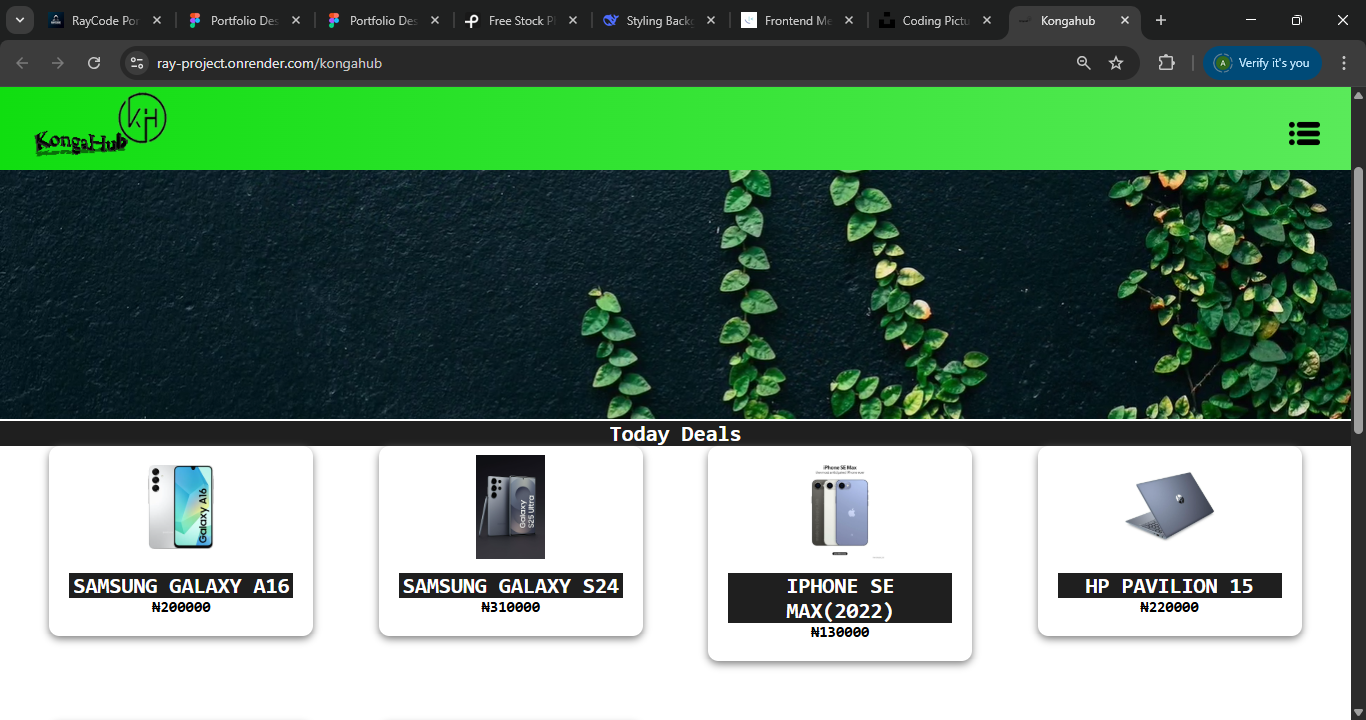 RayCode Por
Portfolio Des
Portfolio Des
Free Stock P
Styling Back
Frontend Me
Coding Pictu
Kongahub
ray-project.onrender.com/kongahub
Verify it's you
A
KH
KongaHub
Today Deals
Galaxy A16
SAMSUNG GALAXY A16
₦200000
Galaxy
S25 Ultra
SAMSUNG GALAXY S24
₦310000
iPhone SE Max
IPHONE SE
MAX(2022)
₦130000
HP PAVILION 15
₦220000